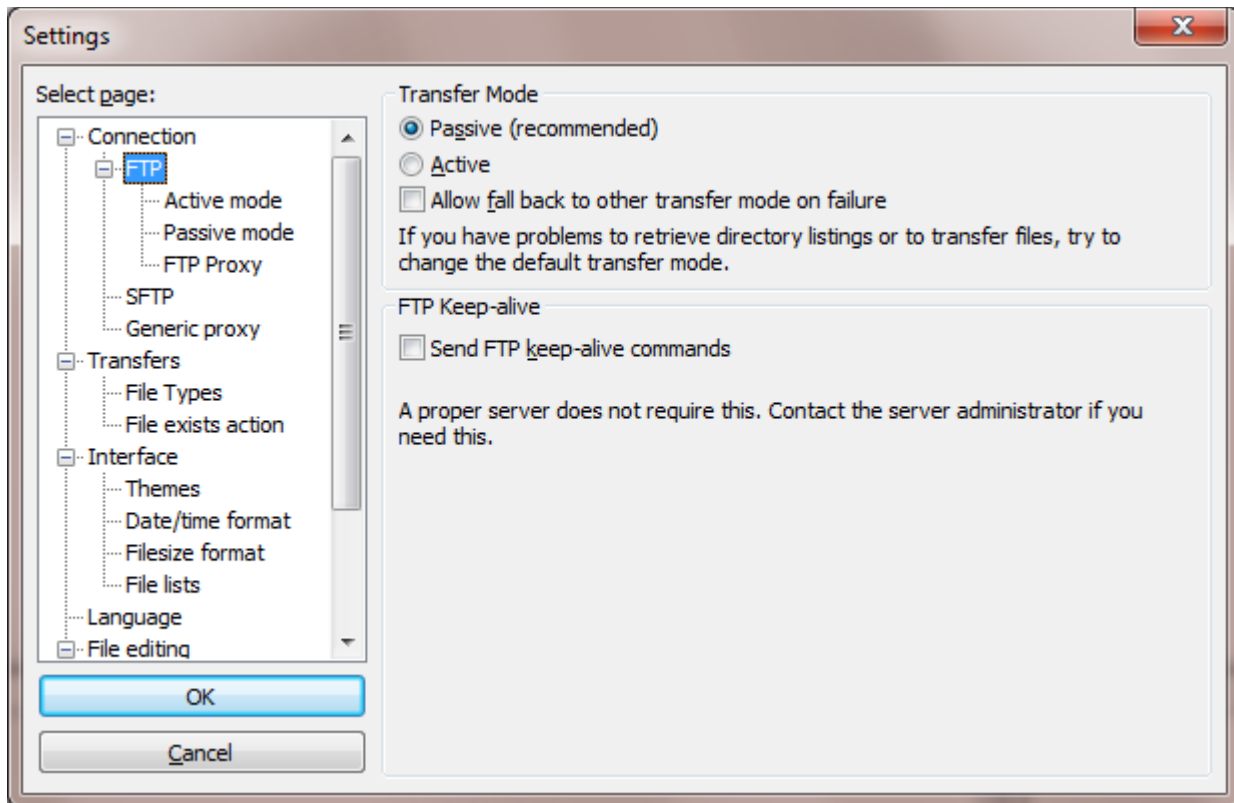 Settings
Select page:
Connection
FTP
Active mode
Passive mode
FTP Proxy
SFTP
Generic proxy
Transfers
File Types
File exists action
Interface
Themes
Date/time format
Filesize format
File lists
Language
File editing
OK
Cancel
Transfer Mode
Passive (recommended)
Active
Allow fall back to other transfer mode on failure
If you have problems to retrieve directory listings or to transfer files, try to
change the default transfer mode.
FTP Keep-alive
Send FTP keep-alive commands
A proper server does not require this. Contact the server administrator if you
need this.